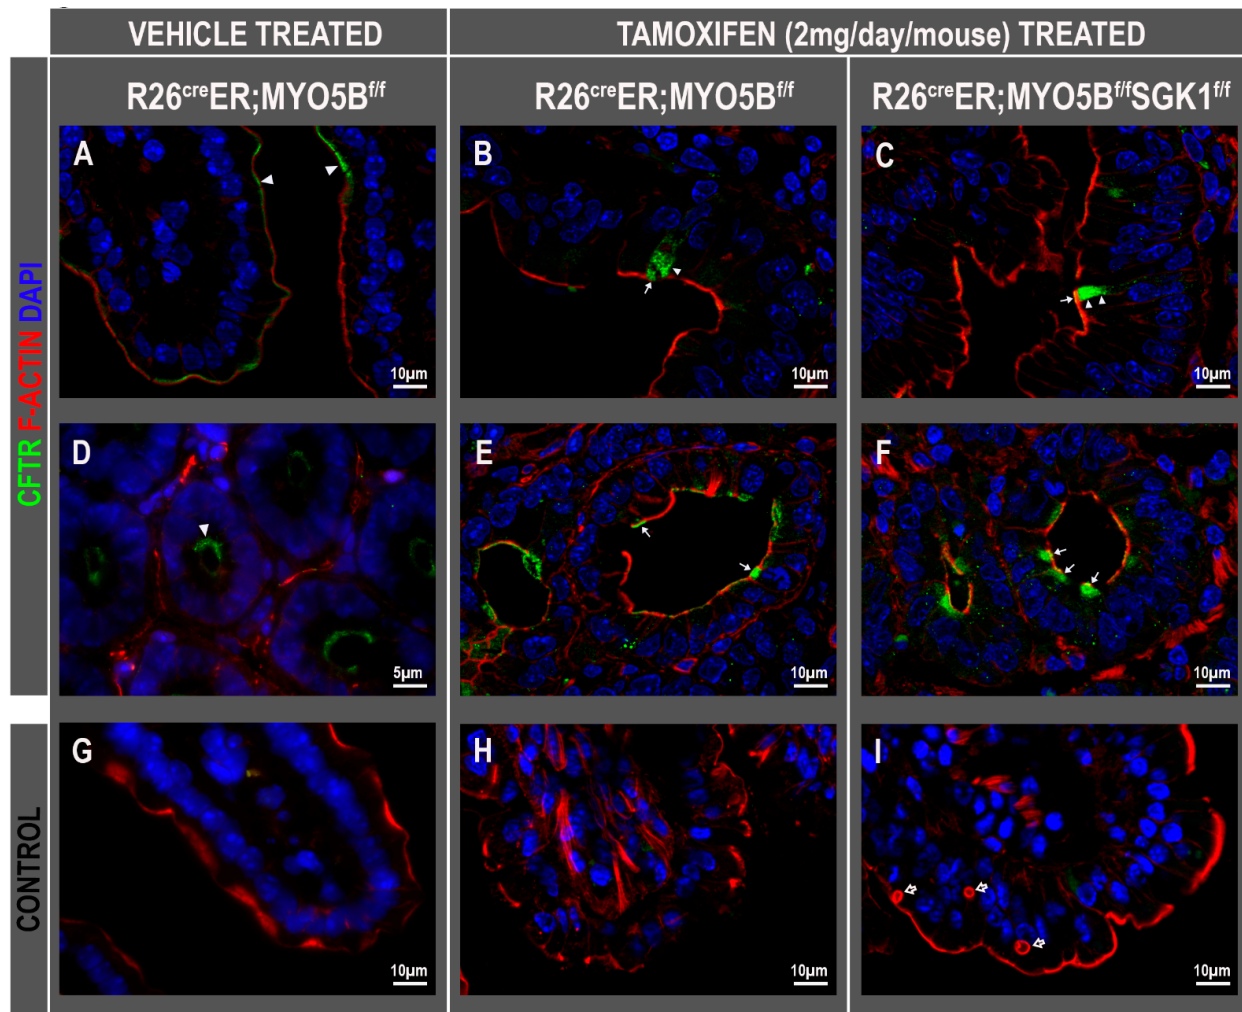 VEHICLE TREATED
TAMOXIFEN (2mg/day/mouse) TREATED
R26creER;MYO5Bf/f
R26creER;MYO5Bf/f
R26creER;MYO5Bf/fSGK1f/f
CFTR F-ACTIN DAPI
A
10µm
B
10µm
C
10µm
D
5µm
E
10µm
F
10µm
CONTROL
G
10µm
H
10µm
I
10µm